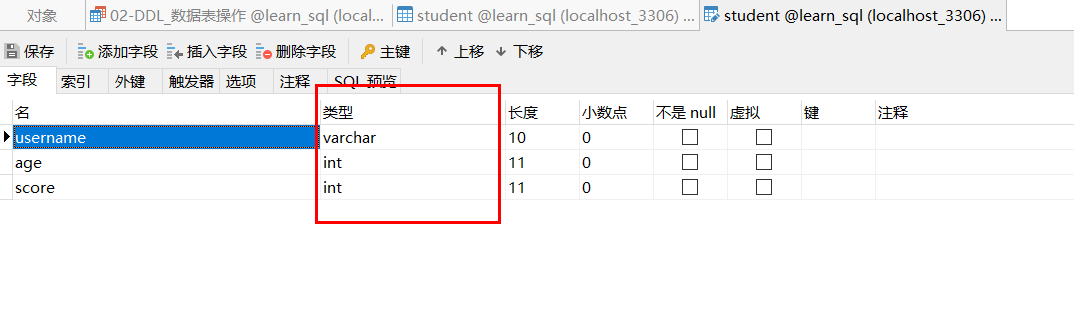 对象 02-DDL_数据表操作 @learn_sql (local... student @learn_sql (localhost_3306) ... student @learn_sql (localhost_3306) ...
保存 添加字段 插入字段 删除字段 主键 上移 下移
字段 索引 外键 触发器 选项 注释 SQL 预览
名 类型 长度 小数点 不是 null 虚拟 键 注释
username varchar 10 0
age int 11 0
score int 11 0